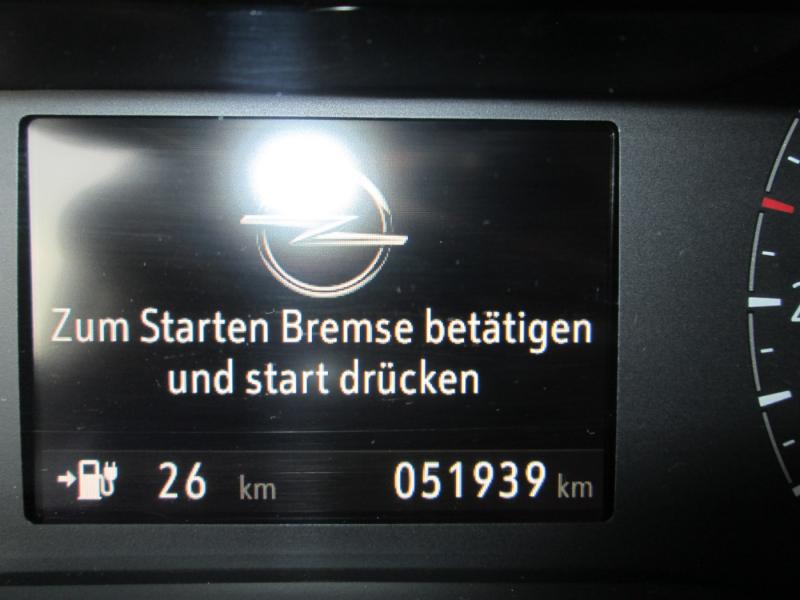 Zum Starten Bremse betätigen
und start drücken
26 km 051939 km